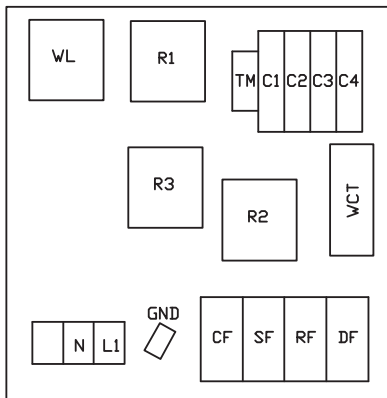 WL
R1
TM C1 C2 C3 C4
R3
R2
WCT
GND
N L1
CF SF RF DF